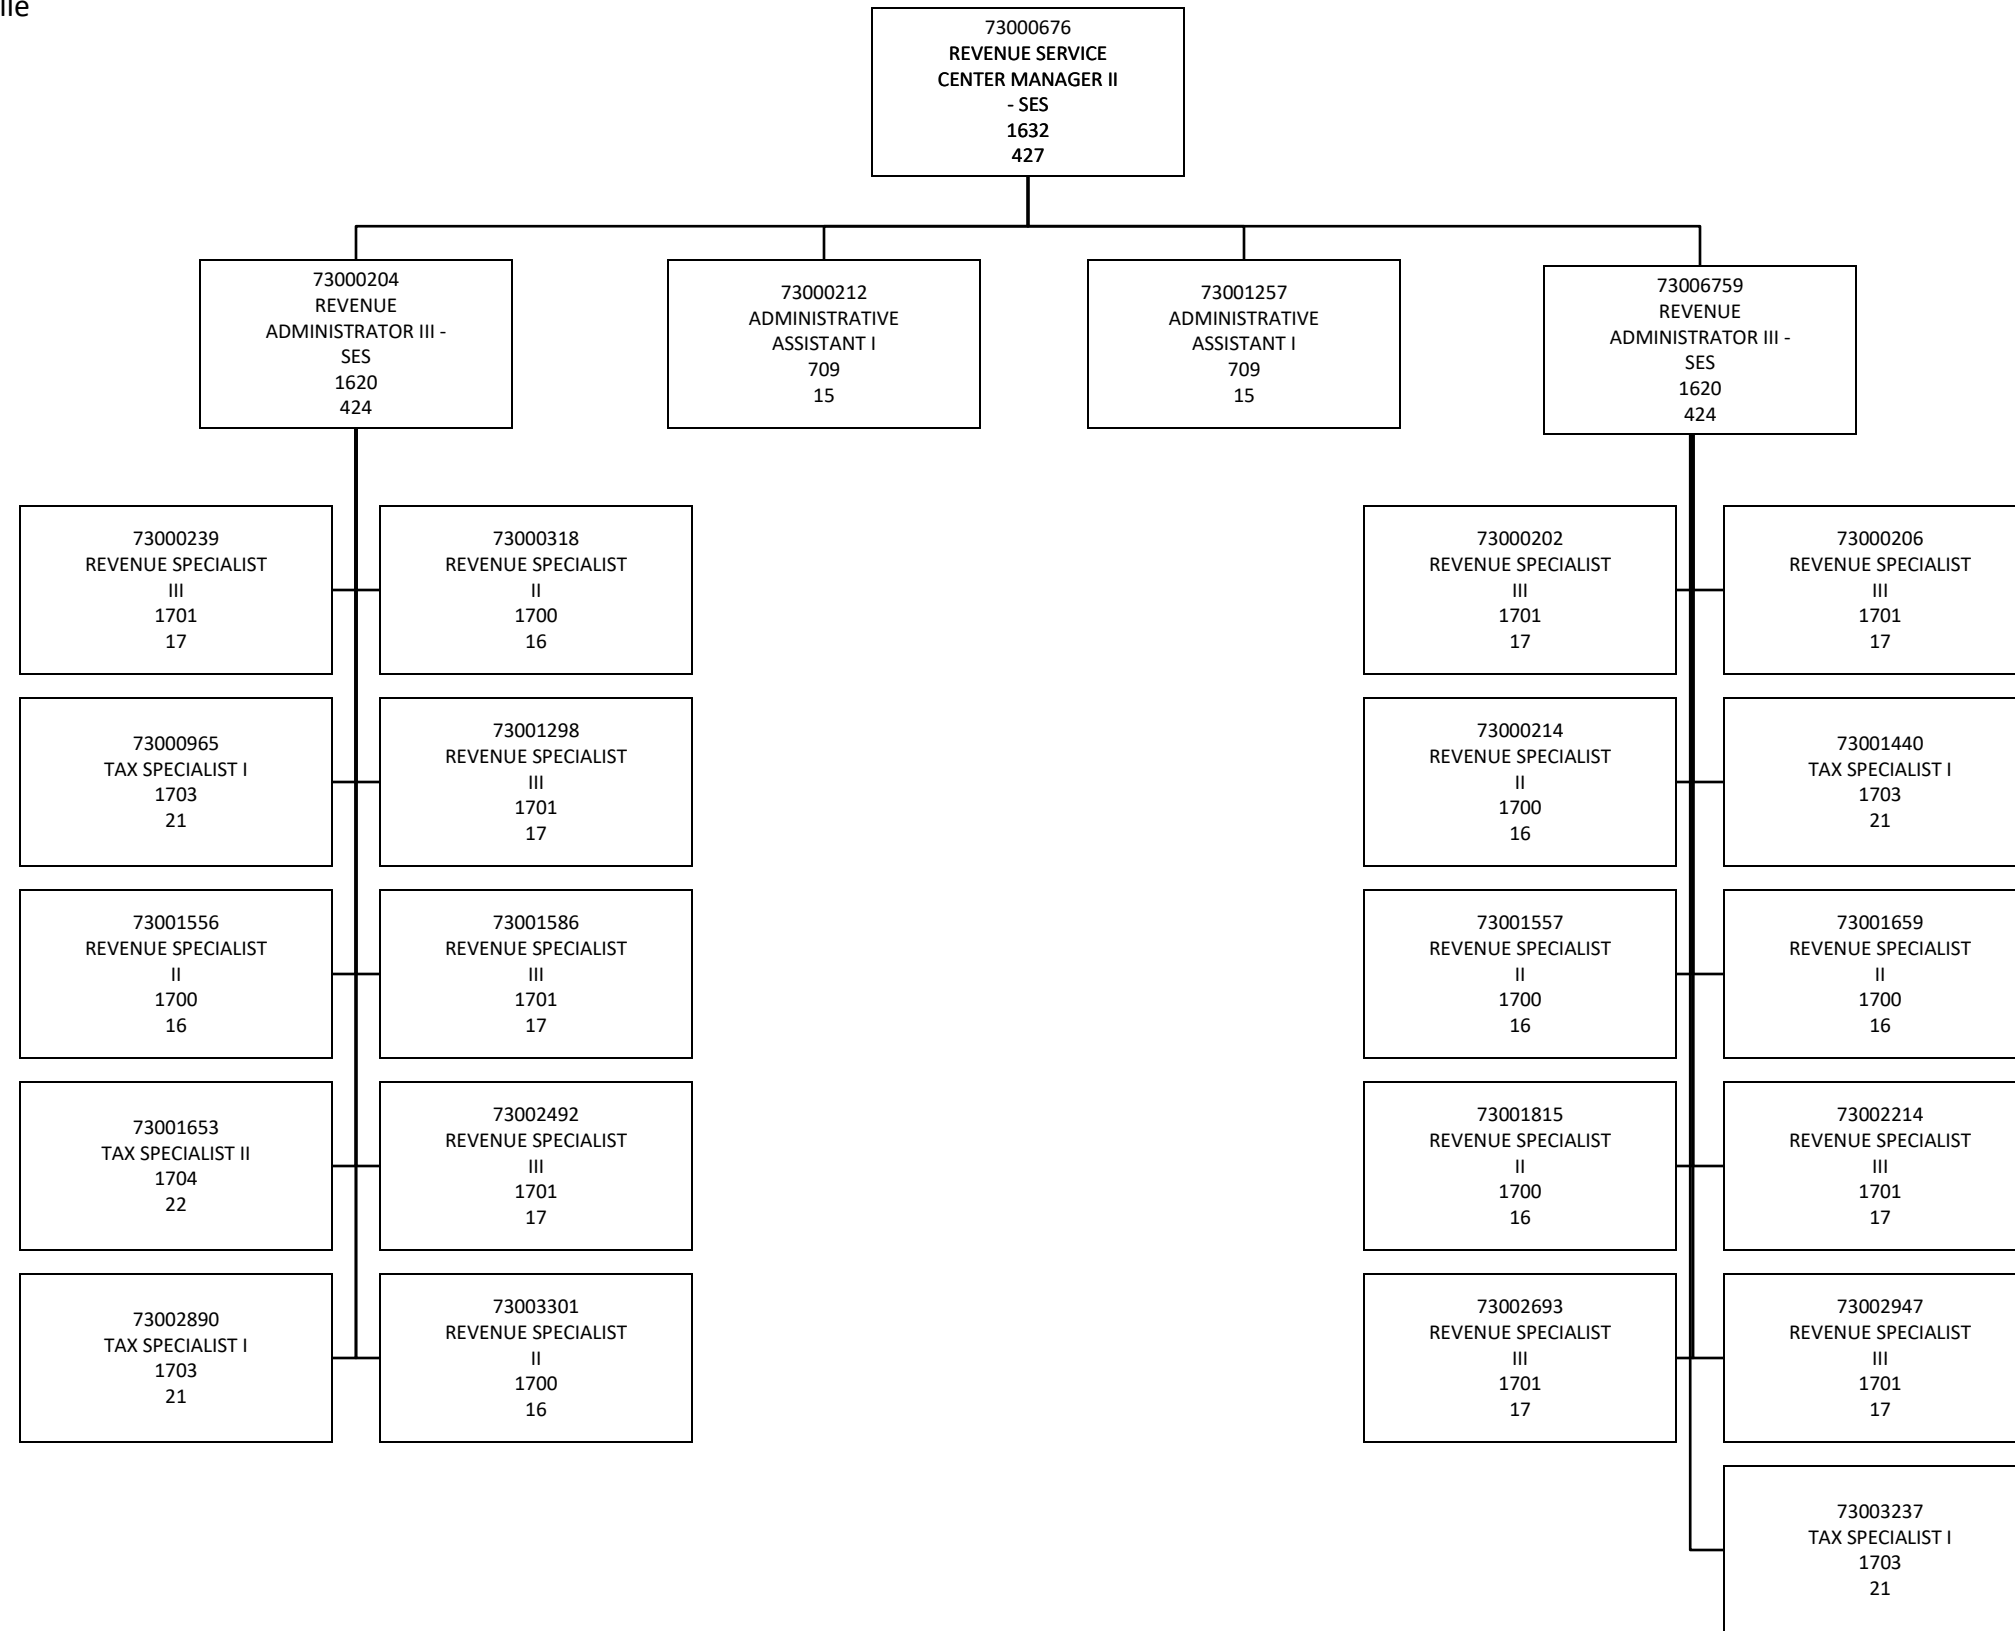 lle
73000676
REVENUE SERVICE
CENTER MANAGER II
- SES
1632
427
73000204
REVENUE
ADMINISTRATOR III -
SES
1620
424
73000212
ADMINISTRATIVE
ASSISTANT I
709
15
73001257
ADMINISTRATIVE
ASSISTANT I
709
15
73006759
REVENUE
ADMINISTRATOR III -
SES
1620
424
73000239
REVENUE SPECIALIST
III
1701
17
73000318
REVENUE SPECIALIST
II
1700
16
73000202
REVENUE SPECIALIST
III
1701
17
73000206
REVENUE SPECIALIST
III
1701
17
73000965
TAX SPECIALIST I
1703
21
73001298
REVENUE SPECIALIST
III
1701
17
73000214
REVENUE SPECIALIST
II
1700
16
73001440
TAX SPECIALIST I
1703
21
73001556
REVENUE SPECIALIST
II
1700
16
73001586
REVENUE SPECIALIST
III
1701
17
73001557
REVENUE SPECIALIST
II
1700
16
73001659
REVENUE SPECIALIST
II
1700
16
73001653
TAX SPECIALIST II
1704
22
73002492
REVENUE SPECIALIST
III
1701
17
73001815
REVENUE SPECIALIST
II
1700
16
73002214
REVENUE SPECIALIST
III
1701
17
73002890
TAX SPECIALIST I
1703
21
73003301
REVENUE SPECIALIST
II
1700
16
73002693
REVENUE SPECIALIST
III
1701
17
73002947
REVENUE SPECIALIST
III
1701
17
73003237
TAX SPECIALIST I
1703
21